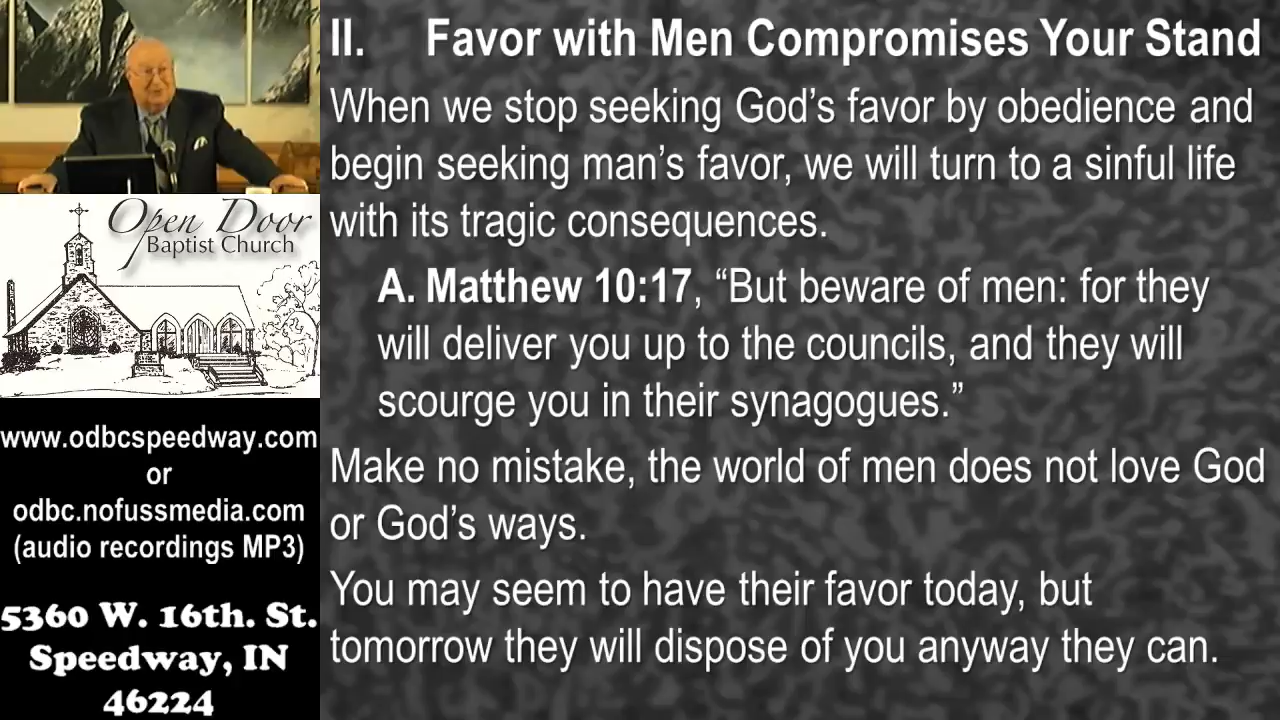 Open Door
Baptist Church
www.odbcspeedway.com
or
odbc.nofussmedia.com
(audio recordings MP3)
5360 W. 16th. St.
Speedway, IN
46224
II. Favor with Men Compromises Your Stand
When we stop seeking God’s favor by obedience and
begin seeking man’s favor, we will turn to a sinful life
with its tragic consequences.
A. Matthew 10:17, “But beware of men: for they
will deliver you up to the councils, and they will
scourge you in their synagogues.”
Make no mistake, the world of men does not love God
or God’s ways.
You may seem to have their favor today, but
tomorrow they will dispose of you anyway they can.